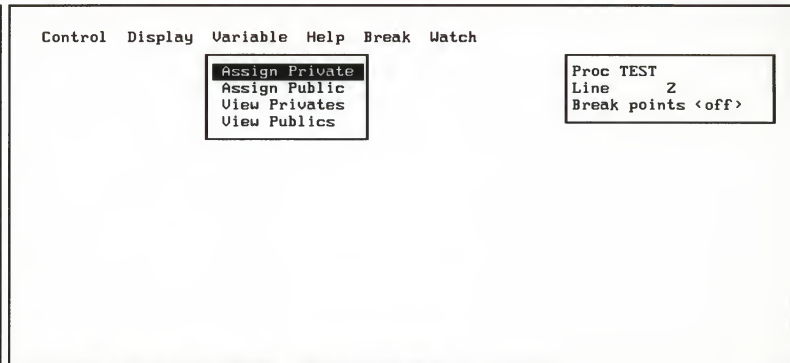 Control Display Variable Help Break Watch
Assign Private
Assign Public
View Privates
View Publics
Proc TEST
Line 2
Break points <off>